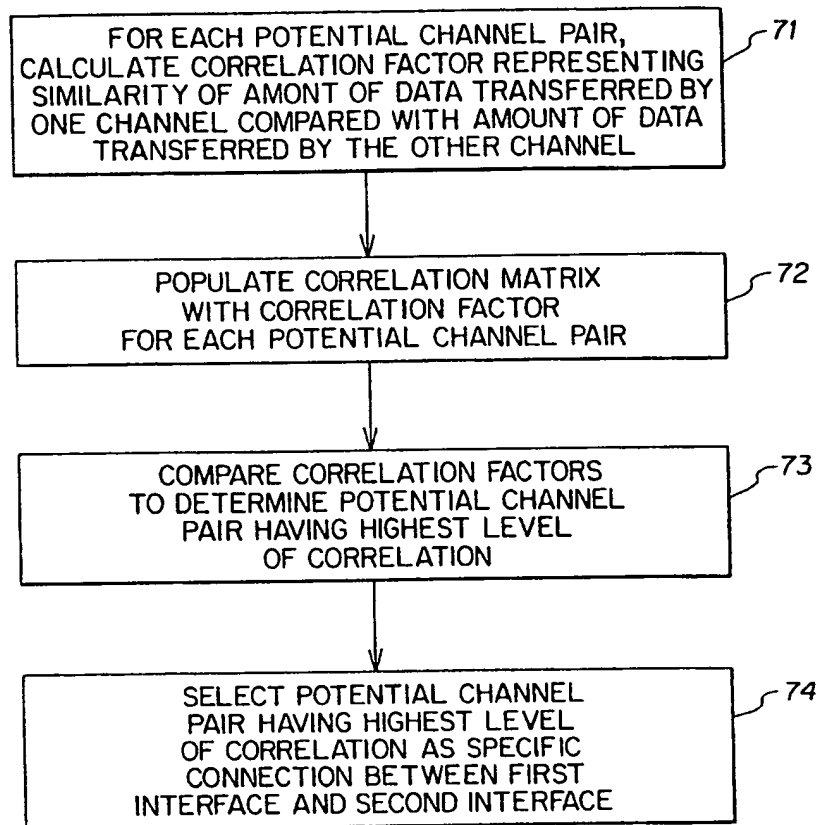 FOR EACH POTENTIAL CHANNEL PAIR,
CALCULATE CORRELATION FACTOR REPRESENTING
SIMILARITY OF AMONT OF DATA TRANSFERRED BY
ONE CHANNEL COMPARED WITH AMOUNT OF DATA
TRANSFERRED BY THE OTHER CHANNEL
71
POPULATE CORRELATION MATRIX
WITH CORRELATION FACTOR
FOR EACH POTENTIAL CHANNEL PAIR
72
COMPARE CORRELATION FACTORS
TO DETERMINE POTENTIAL CHANNEL
PAIR HAVING HIGHEST LEVEL
OF CORRELATION
73
SELECT POTENTIAL CHANNEL
PAIR HAVING HIGHEST LEVEL
OF CORRELATION AS SPECIFIC
CONNECTION BETWEEN FIRST
INTERFACE AND SECOND INTERFACE
74